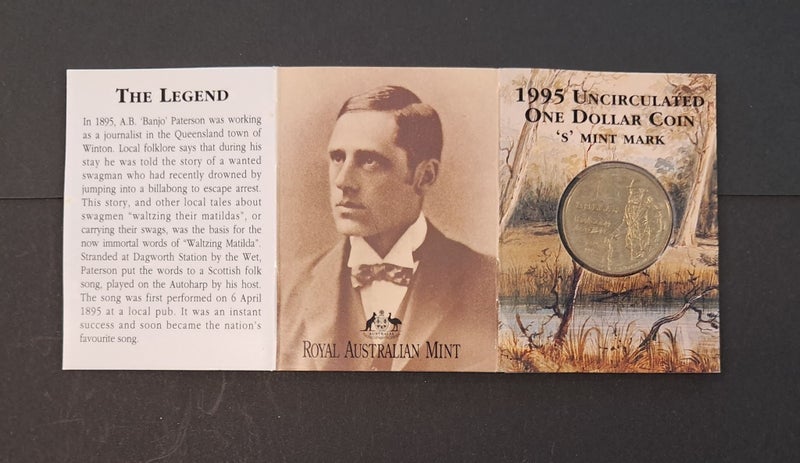 THE LEGEND
In 1895, A.B. 'Banjo' Paterson was working
as a journalist in the Queensland town of
Winton. Local folklore says that during his
stay he was told the story of a wanted
swagman who had recently drowned by
jumping into a billabong to escape arrest.
This story, and other local tales about
swagmen "waltzing their matildas", or
carrying their swags, was the basis for the
now immortal words of "Waltzing Matilda".
Stranded at Dagworth Station by the Wet,
Paterson put the words to a Scottish folk
song, played on the Autoharp by his host.
The song was first performed on 6 April
1895 at a local pub. It was an instant
success and soon became the nation's
favourite song.
ROYAL AUSTRALIAN MINT
1995 UNCIRCULATED
ONE DOLLAR COIN
'S' MINT MARK